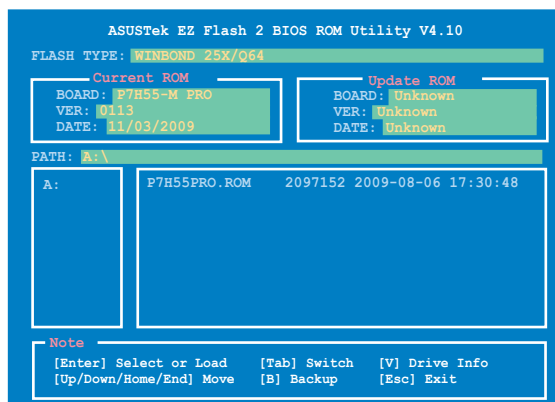 ASUSTek EZ Flash 2 BIOS ROM Utility V4.10
FLASH TYPE: WINBOND 25X/Q64
Current ROM
BOARD: P7H55-M PRO
VER: 0113
DATE: 11/03/2009
Update ROM
BOARD: Unknown
VER: Unknown
DATE: Unknown
PATH: A:\
A:
P7H55PRO.ROM 2097152 2009-08-06 17:30:48
Note
[Enter] Select or Load [Tab] Switch [V] Drive Info
[Up/Down/Home/End] Move [B] Backup [Esc] Exit